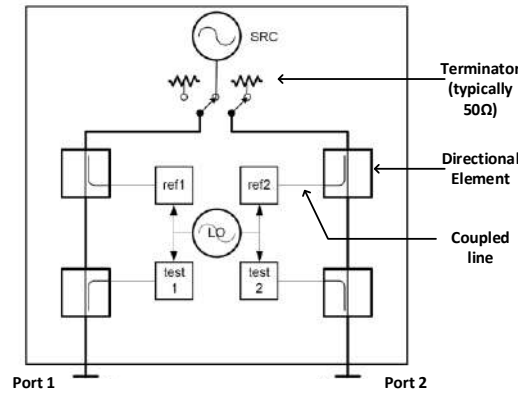 SRC
Terminator
(typically
50Ω)
Directional
Element
ref1
ref2
LO
Coupled
line
test
1
test
2
Port 1
Port 2